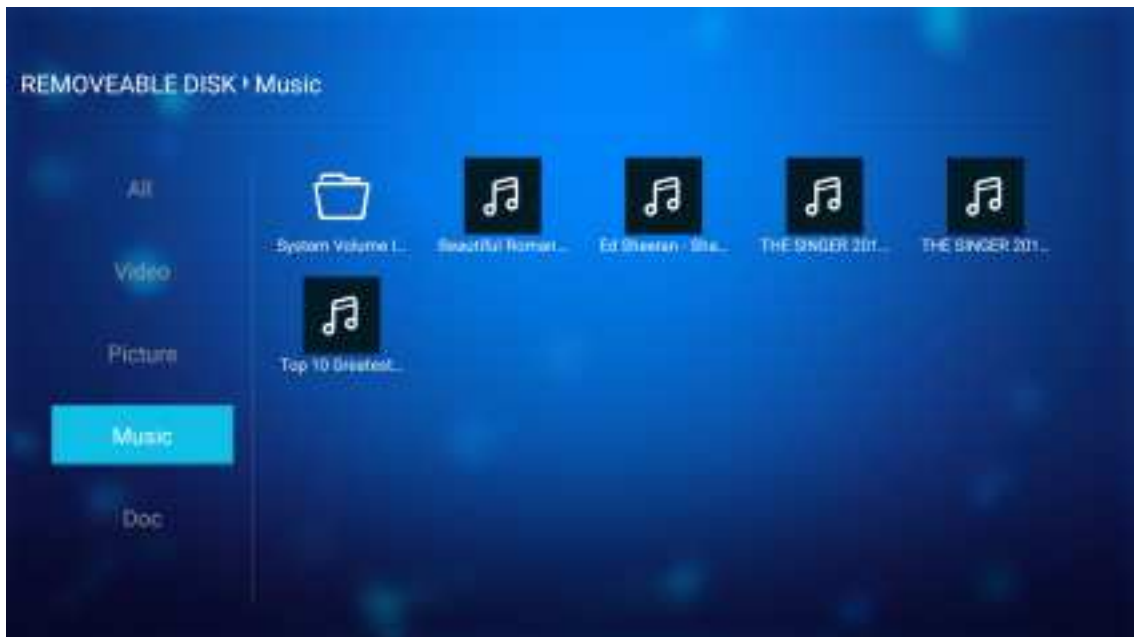 REMOVEABLE DISK Music
All
Video
Picture
Music
Doc
System Volume I...
Beautiful Roman...
Ed Sheeran - Sha...
THE SINGER 201...
THE SINGER 201...
Top 10 Greatest...